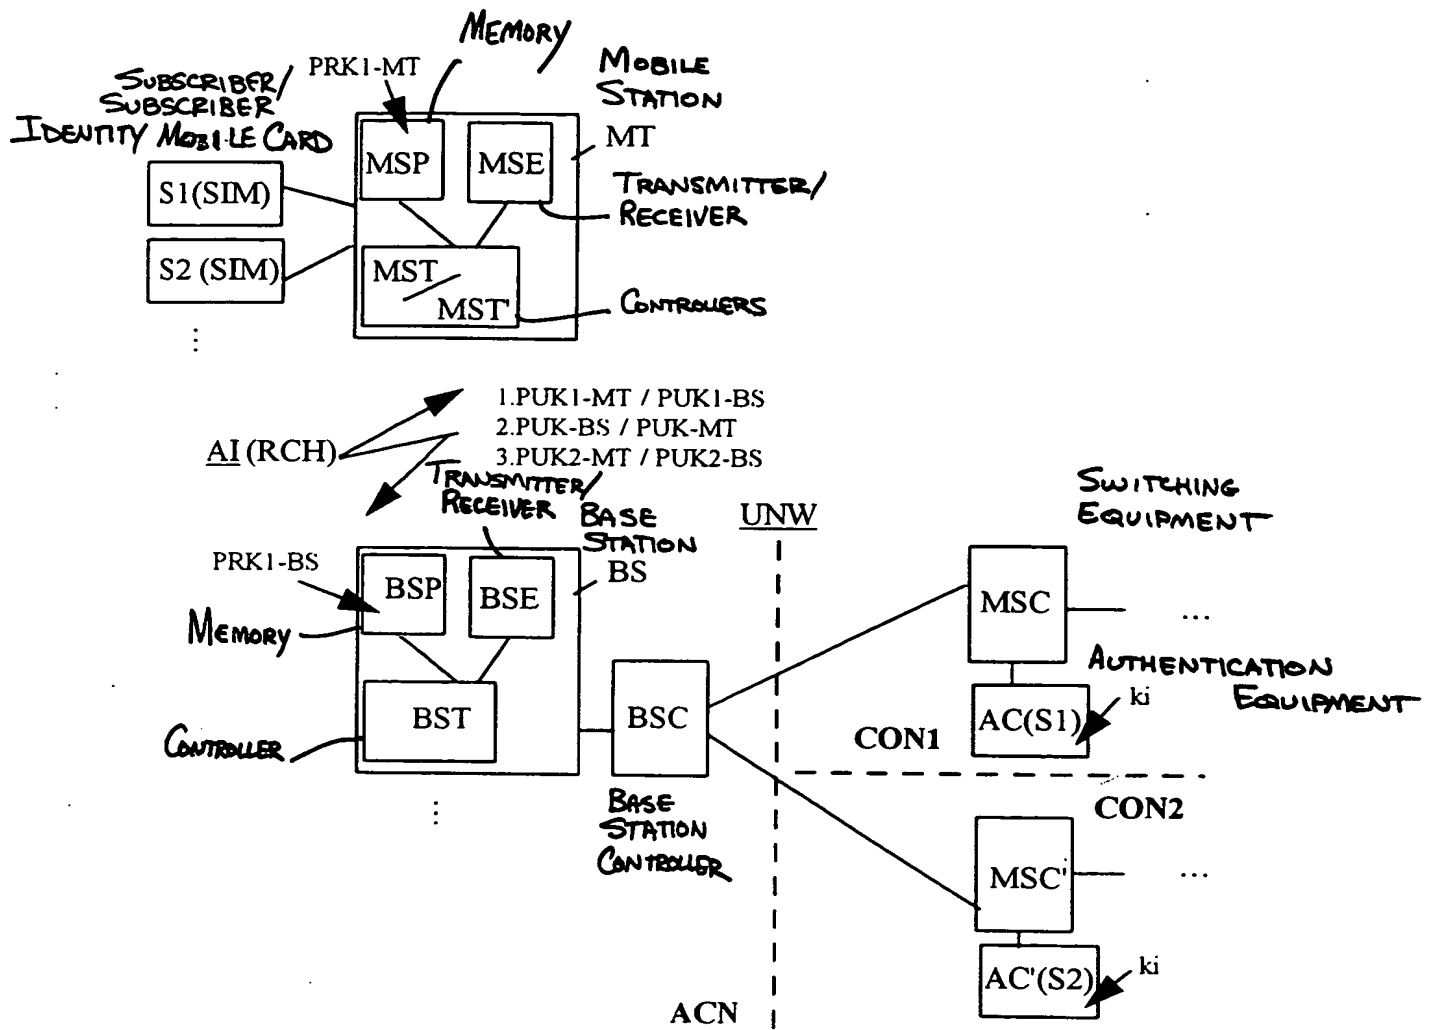 MEMORY
PRK1-MT
MOBILE
STATION
SUBSCRIBER/
SUBSCRIBER
IDENTITY MOBILE CARD
MT
MSP
MSE
TRANSMITTER/
RECEIVER
S1(SIM)
S2 (SIM)
MST
MST'
CONTROLLERS
⋮
1.PUK1-MT / PUK1-BS
2.PUK-BS / PUK-MT
3.PUK2-MT / PUK2-BS
AI (RCH)
TRANSMITTER/
RECEIVER
BASE
STATION
BS
UNW
SWITCHING
EQUIPMENT
PRK1-BS
BSP
BSE
MEMORY
MSC
...
AUTHENTICATION
EQUIPMENT
ki
AC(S1)
BST
BSC
CONTROLLER
CON1
CON2
⋮
BASE
STATION
CONTROLLER
MSC'
...
AC'(S2)
ki
ACN